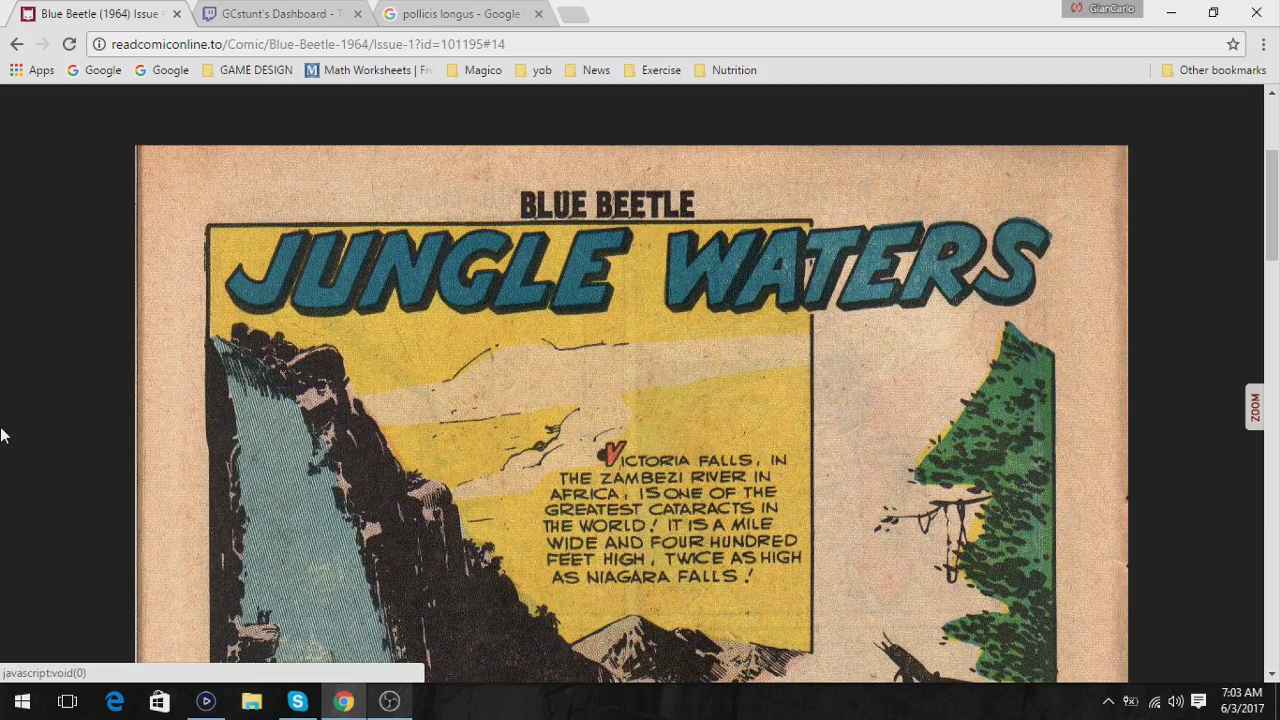 Blue Beetle (1964) Issue
GCstunt's Dashboard - Tw
pollicis longus - Google
GianCarlo
readcomiconline.to/Comic/Blue-Beetle-1964/Issue-1?id=101195#14
Apps
Google
Google
GAME DESIGN
Math Worksheets | Fr
Magico
yob
News
Exercise
Nutrition
Other bookmarks
BLUE BEETLE
JUNGLE WATERS
VICTORIA FALLS, IN
THE ZAMBEZI RIVER IN
AFRICA, IS ONE OF THE
GREATEST CATARACTS IN
THE WORLD! IT IS A MILE
WIDE AND FOUR HUNDRED
FEET HIGH, TWICE AS HIGH
AS NIAGARA FALLS!
ZOOM
javascript:void(0)
7:03 AM
6/3/2017